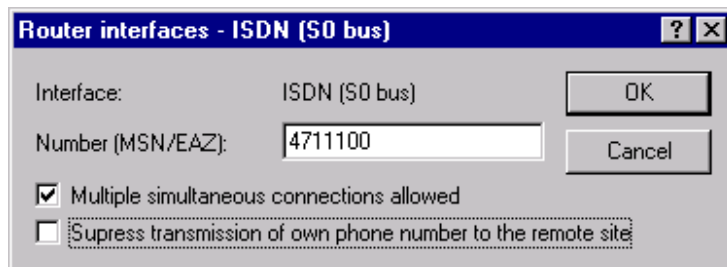 Router interfaces - ISDN (S0 bus)
Interface: ISDN (S0 bus) OK
Number (MSN/EAZ): 4711100 Cancel
Multiple simultaneous connections allowed
Supress transmission of own phone number to the remote site